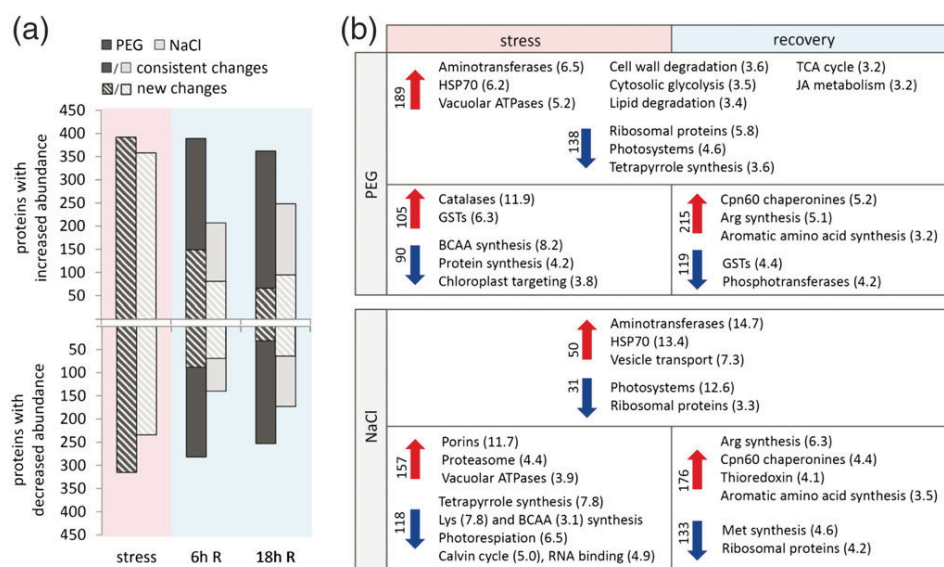 (a)
PEG NaCl
/ consistent changes
/ new changes
proteins with increased abundance
450
400
350
300
250
200
150
100
50
proteins with decreased abundance
50
100
150
200
250
300
350
400
450
stress 6h R 18h R
(b)
stress recovery
PEG
189
Aminotransferases (6.5) Cell wall degradation (3.6) TCA cycle (3.2)
HSP70 (6.2) Cytosolic glycolysis (3.5) JA metabolism (3.2)
Vacuolar ATPases (5.2) Lipid degradation (3.4)
138
Ribosomal proteins (5.8)
Photosystems (4.6)
Tetrapyrrole synthesis (3.6)
105
Catalases (11.9)
GSTs (6.3)
90
BCAA synthesis (8.2)
Protein synthesis (4.2)
Chloroplast targeting (3.8)
215
Cpn60 chaperonines (5.2)
Arg synthesis (5.1)
Aromatic amino acid synthesis (3.2)
119
GSTs (4.4)
Phosphotransferases (4.2)
NaCl
50
Aminotransferases (14.7)
HSP70 (13.4)
Vesicle transport (7.3)
31
Photosystems (12.6)
Ribosomal proteins (3.3)
157
Porins (11.7)
Proteasome (4.4)
Vacuolar ATPases (3.9)
118
Tetrapyrrole synthesis (7.8)
Lys (7.8) and BCAA (3.1) synthesis
Photorespiration (6.5)
Calvin cycle (5.0), RNA binding (4.9)
176
Arg synthesis (6.3)
Cpn60 chaperonines (4.4)
Thioredoxin (4.1)
Aromatic amino acid synthesis (3.5)
133
Met synthesis (4.6)
Ribosomal proteins (4.2)